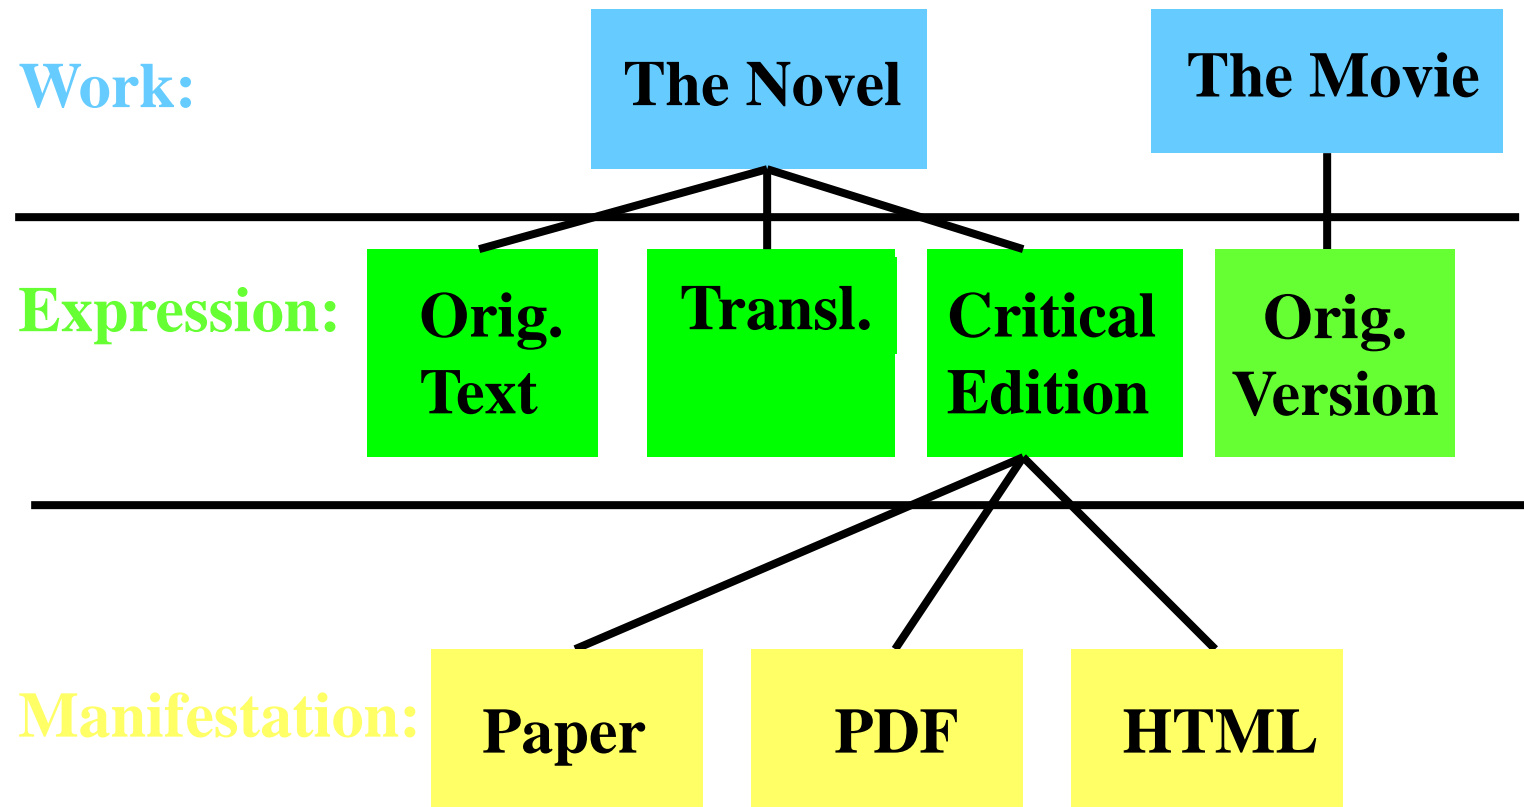 Work:
The Novel
The Movie
Expression:
Orig.
Text
Transl.
Critical
Edition
Orig.
Version
Manifestation:
Paper
PDF
HTML